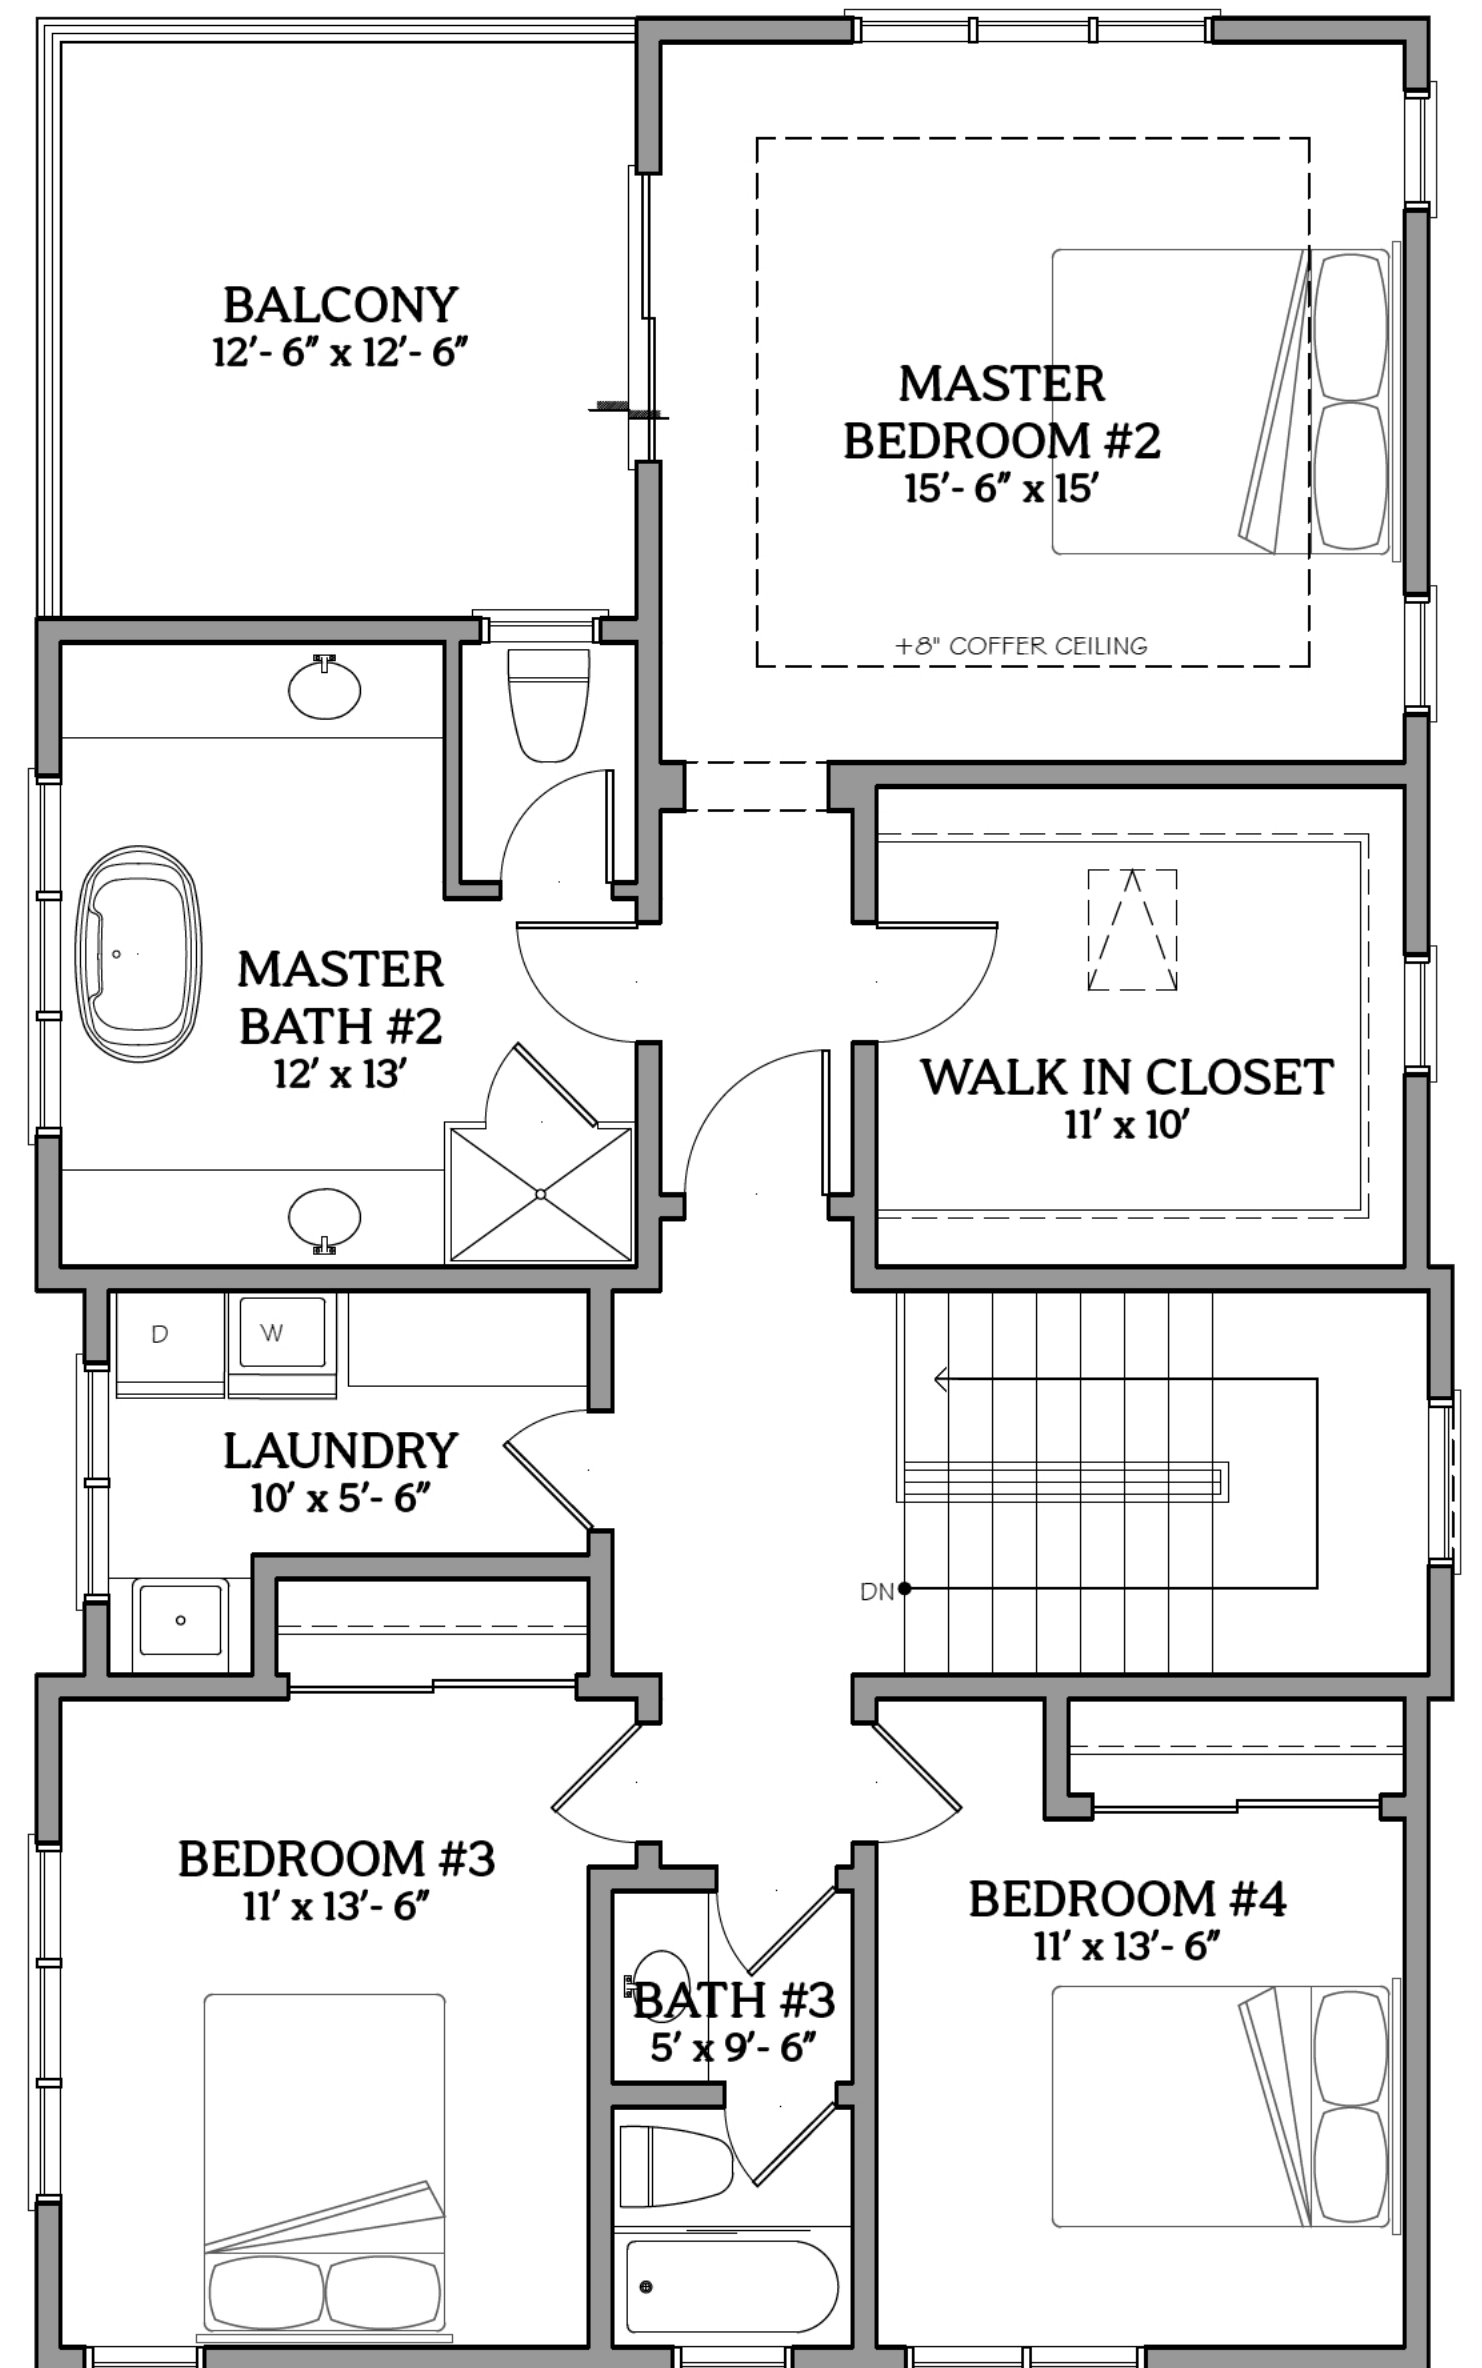 BALCONY
12'- 6" x 12'- 6"
MASTER
BEDROOM #2
15'- 6" x 15'
+8" COFFER CEILING
MASTER
BATH #2
12' x 13'
WALK IN CLOSET
11' x 10'
D
W
LAUNDRY
10' x 5'- 6"
DN
BEDROOM #3
11' x 13'- 6"
BEDROOM #4
11' x 13'- 6"
BATH #3
5' x 9'- 6"